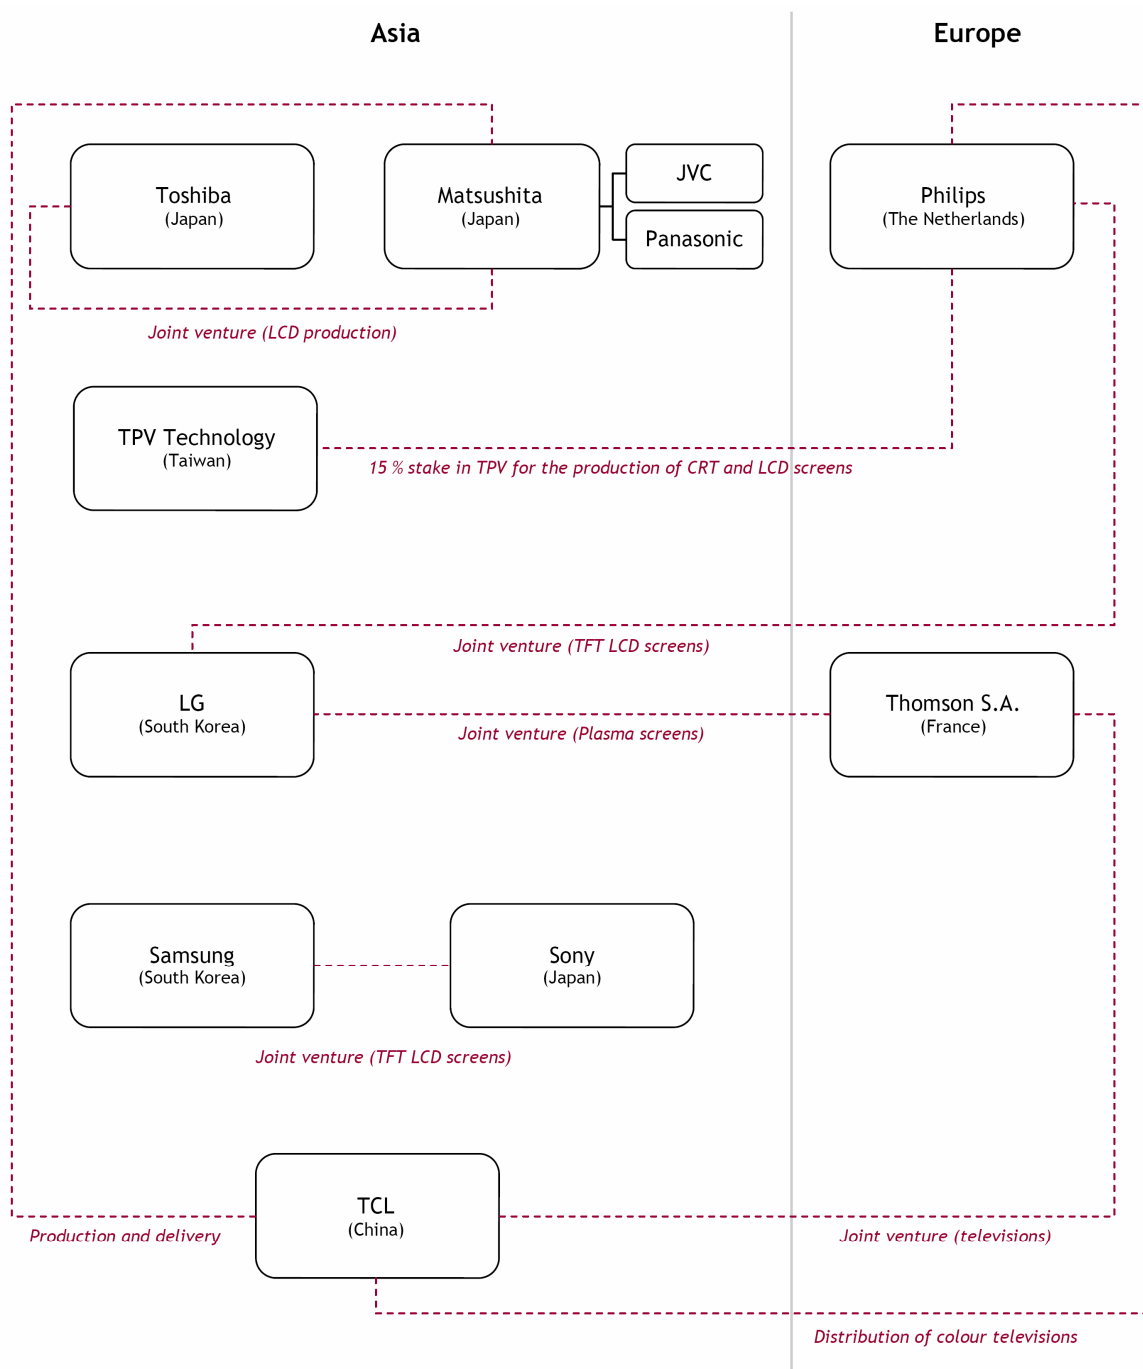 Asia
Europe
Toshiba
(Japan)
Matsushita
(Japan)
JVC
Panasonic
Philips
(The Netherlands)
Joint venture (LCD production)
TPV Technology
(Taiwan)
15 % stake in TPV for the production of CRT and LCD screens
Joint venture (TFT LCD screens)
LG
(South Korea)
Thomson S.A.
(France)
Joint venture (Plasma screens)
Samsung
(South Korea)
Sony
(Japan)
Joint venture (TFT LCD screens)
TCL
(China)
Production and delivery
Joint venture (televisions)
Distribution of colour televisions